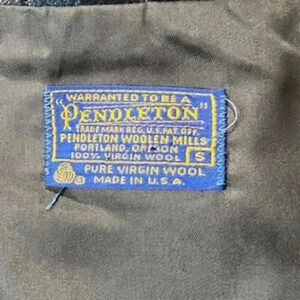 WARRANTED TO BE A
"PENDLETON"
TRADE MARK REG. U.S. PAT. OFF.
PENDLETON WOOLEN MILLS
PORTLAND, OREGON
100% VIRGIN WOOL S
PURE VIRGIN WOOL
MADE IN U.S.A.